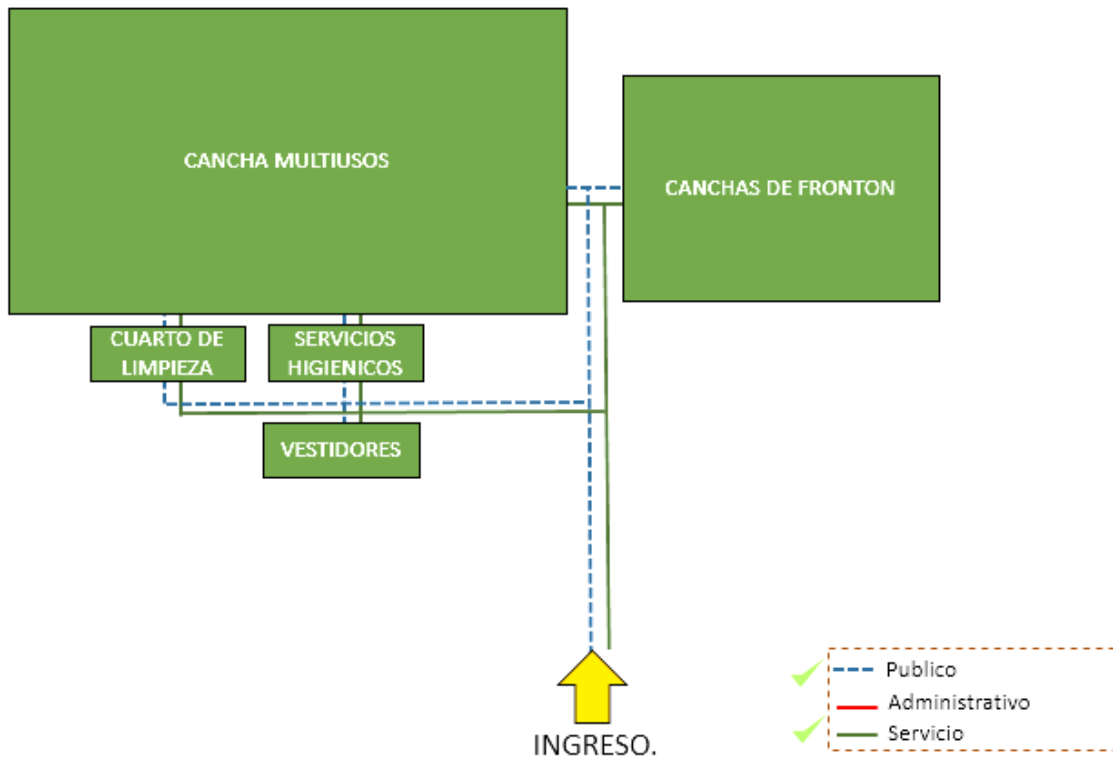 CANCHA MULTIUSOS
CANCHAS DE FRONTON
CUARTO DE
LIMPIEZA
SERVICIOS
HIGIENICOS
VESTIDORES
INGRESO.
Publico
Administrativo
Servicio